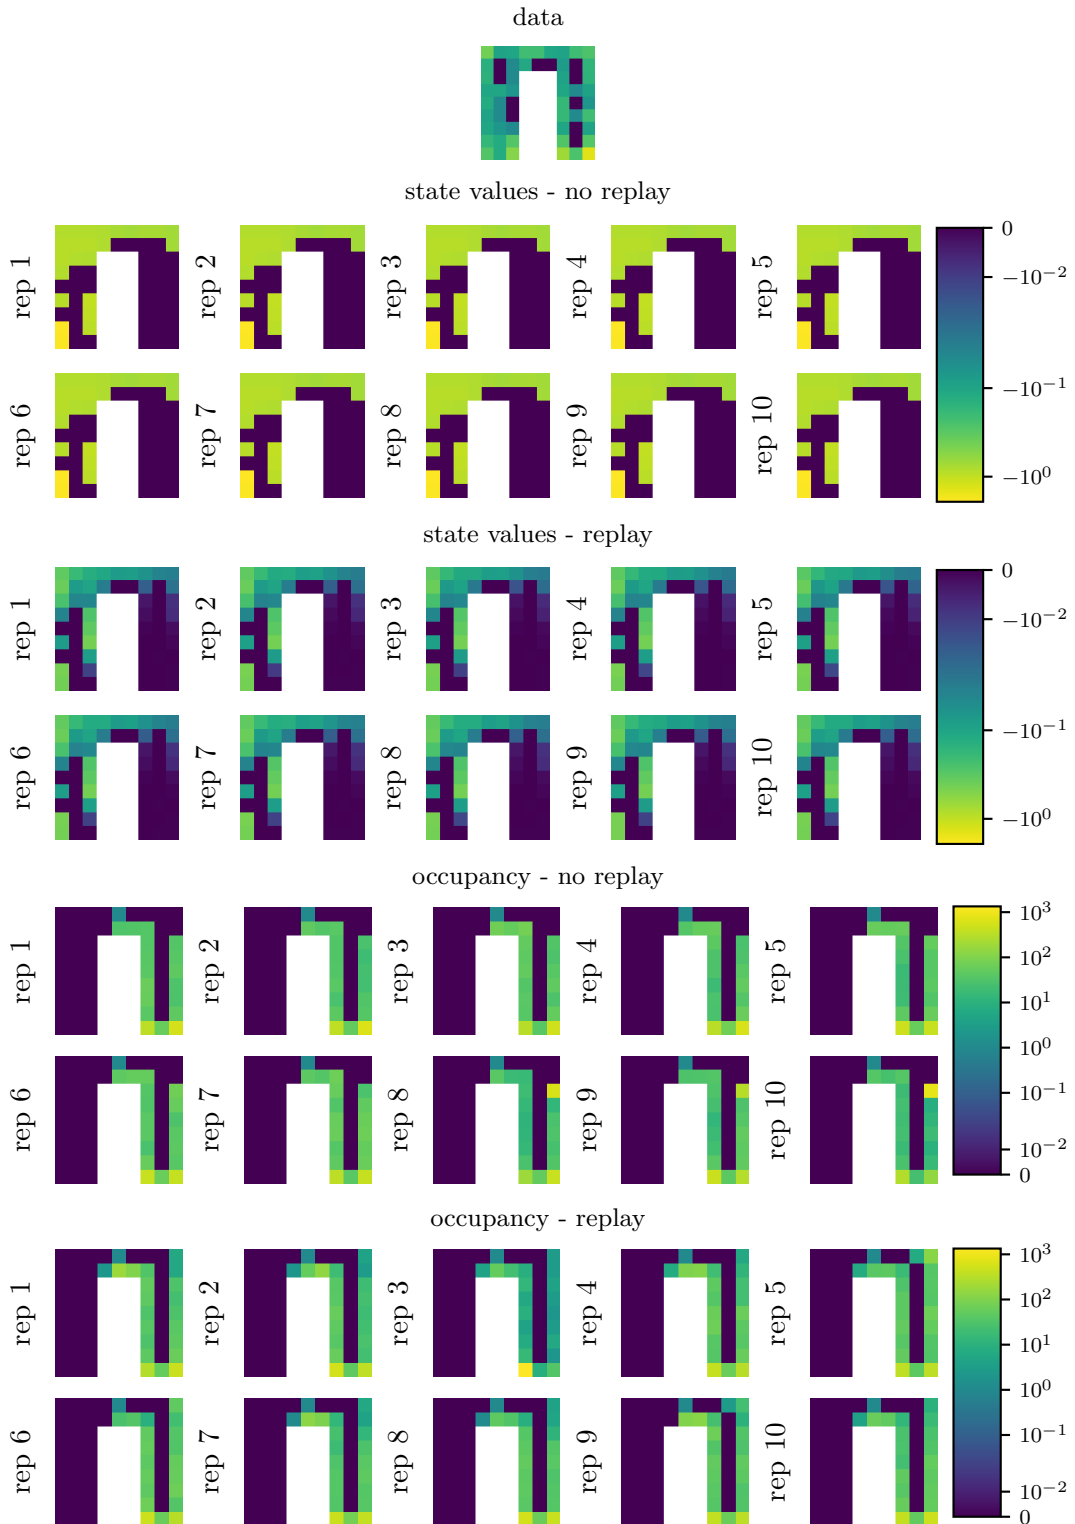 data
state values - no replay
rep 1
rep 2
rep 3
rep 4
rep 5
0
−10⁻²
−10⁻¹
−10⁰
rep 6
rep 7
rep 8
rep 9
rep 10
state values - replay
rep 1
rep 2
rep 3
rep 4
rep 5
0
−10⁻²
−10⁻¹
−10⁰
rep 6
rep 7
rep 8
rep 9
rep 10
occupancy - no replay
rep 1
rep 2
rep 3
rep 4
rep 5
10³
10²
10¹
10⁰
10⁻¹
10⁻²
0
rep 6
rep 7
rep 8
rep 9
rep 10
occupancy - replay
rep 1
rep 2
rep 3
rep 4
rep 5
10³
10²
10¹
10⁰
10⁻¹
10⁻²
0
rep 6
rep 7
rep 8
rep 9
rep 10